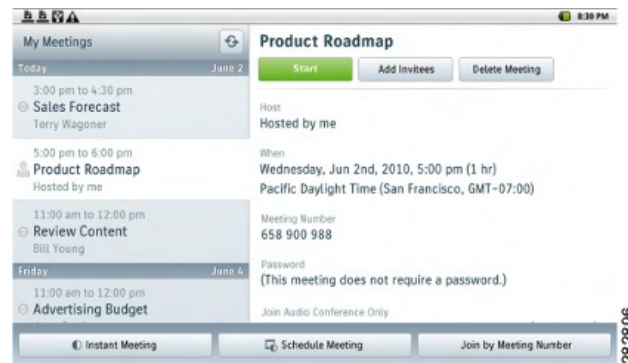 8:30 PM
My Meetings
Today June 2
3:00 pm to 4:30 pm
Sales Forecast
Terry Wagoner
5:00 pm to 6:00 pm
Product Roadmap
Hosted by me
11:00 am to 12:00 pm
Review Content
Bill Young
Friday June 4
11:00 am to 12:00 pm
Advertising Budget
Product Roadmap
Start Add Invitees Delete Meeting
Host
Hosted by me
When
Wednesday, Jun 2nd, 2010, 5:00 pm (1 hr)
Pacific Daylight Time (San Francisco, GMT-07:00)
Meeting Number
658 900 988
Password
(This meeting does not require a password.)
Join Audio Conference Only
Instant Meeting Schedule Meeting Join by Meeting Number